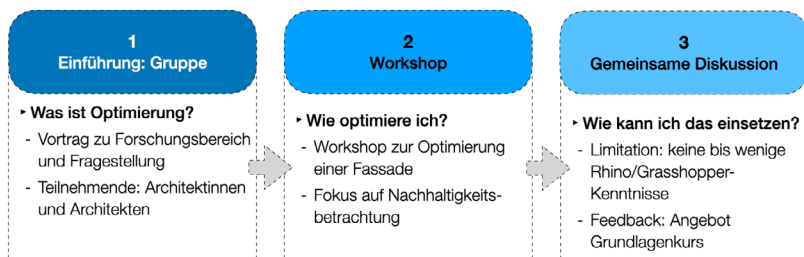 1
Einführung: Gruppe
‣ Was ist Optimierung?
- Vortrag zu Forschungsbereich
und Fragestellung
- Teilnehmende: Architektinnen
und Architekten
2
Workshop
‣ Wie optimiere ich?
- Workshop zur Optimierung
einer Fassade
- Fokus auf Nachhaltigkeits-
betrachtung
3
Gemeinsame Diskussion
‣ Wie kann ich das einsetzen?
- Limitation: keine bis wenige
Rhino/Grasshopper-
Kenntnisse
- Feedback: Angebot
Grundlagenkurs